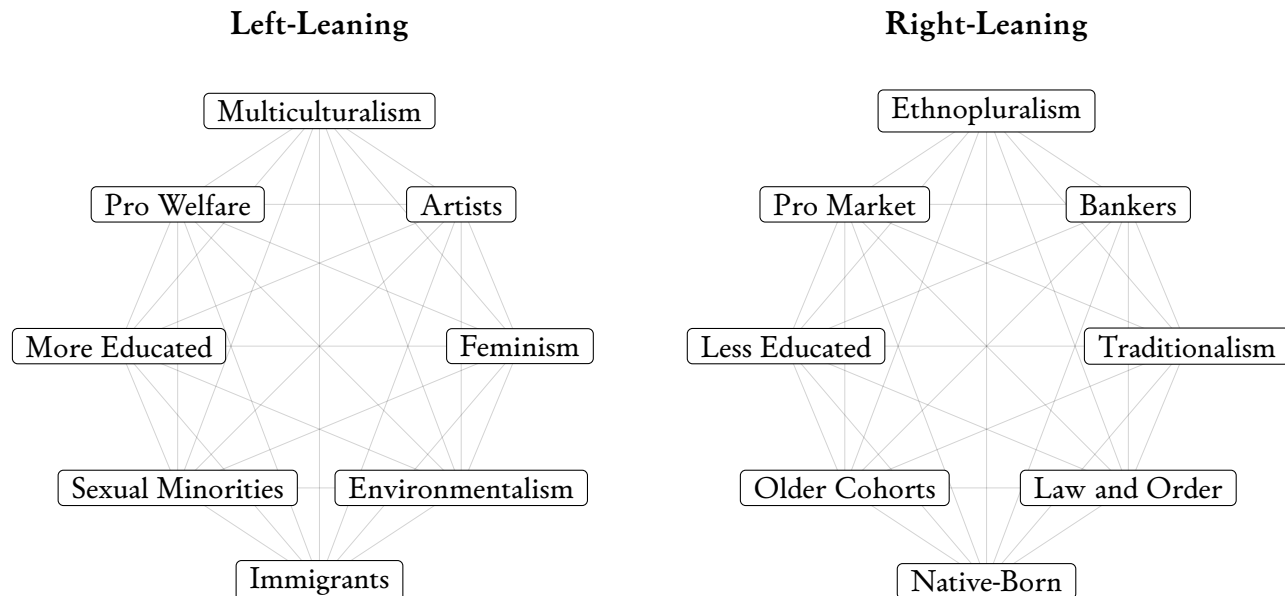 Left-Leaning
Multiculturalism
Pro Welfare
Artists
More Educated
Feminism
Sexual Minorities
Environmentalism
Immigrants
Right-Leaning
Ethnopluralism
Pro Market
Bankers
Less Educated
Traditionalism
Older Cohorts
Law and Order
Native-Born